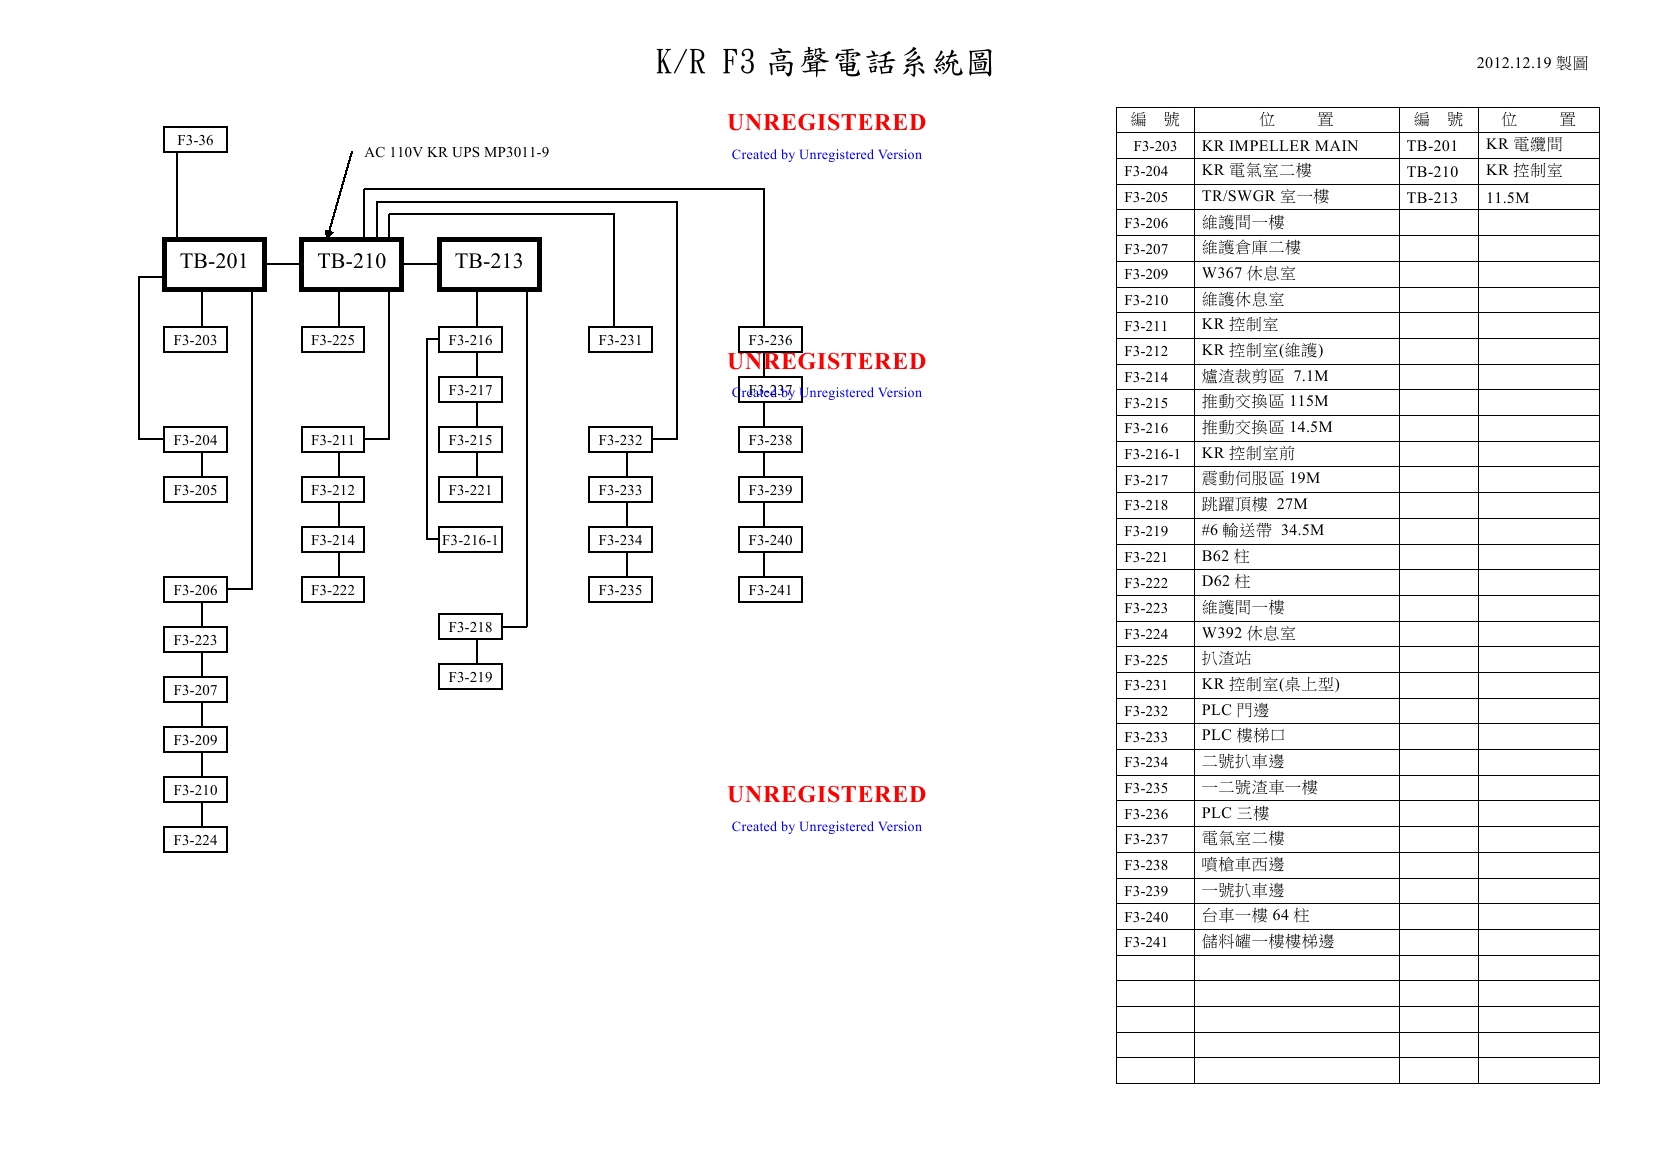 K/R F3 高聲電話系統圖
2012.12.19 製圖
UNREGISTERED
Created by Unregistered Version
F3-36
AC 110V KR UPS MP3011-9
TB-201
TB-210
TB-213
F3-203
F3-225
F3-216
F3-231
F3-236
UNREGISTERED
F3-217
F3-237
Created by Unregistered Version
F3-204
F3-211
F3-215
F3-232
F3-238
F3-205
F3-212
F3-221
F3-233
F3-239
F3-214
F3-216-1
F3-234
F3-240
F3-206
F3-222
F3-235
F3-241
F3-218
F3-223
F3-219
F3-207
F3-209
F3-210
UNREGISTERED
Created by Unregistered Version
F3-224
編 號 位 置 編 號 位 置
F3-203 KR IMPELLER MAIN TB-201 KR 電纜間
F3-204 KR 電氣室二樓 TB-210 KR 控制室
F3-205 TR/SWGR 室一樓 TB-213 11.5M
F3-206 維護間一樓
F3-207 維護倉庫二樓
F3-209 W367 休息室
F3-210 維護休息室
F3-211 KR 控制室
F3-212 KR 控制室(維護)
F3-214 爐渣裁剪區 7.1M
F3-215 推動交換區 115M
F3-216 推動交換區 14.5M
F3-216-1 KR 控制室前
F3-217 震動伺服區 19M
F3-218 跳躍頂樓 27M
F3-219 #6 輸送帶 34.5M
F3-221 B62 柱
F3-222 D62 柱
F3-223 維護間一樓
F3-224 W392 休息室
F3-225 扒渣站
F3-231 KR 控制室(桌上型)
F3-232 PLC 門邊
F3-233 PLC 樓梯口
F3-234 二號扒車邊
F3-235 一二號渣車一樓
F3-236 PLC 三樓
F3-237 電氣室二樓
F3-238 噴槍車西邊
F3-239 一號扒車邊
F3-240 台車一樓 64 柱
F3-241 儲料罐一樓樓梯邊